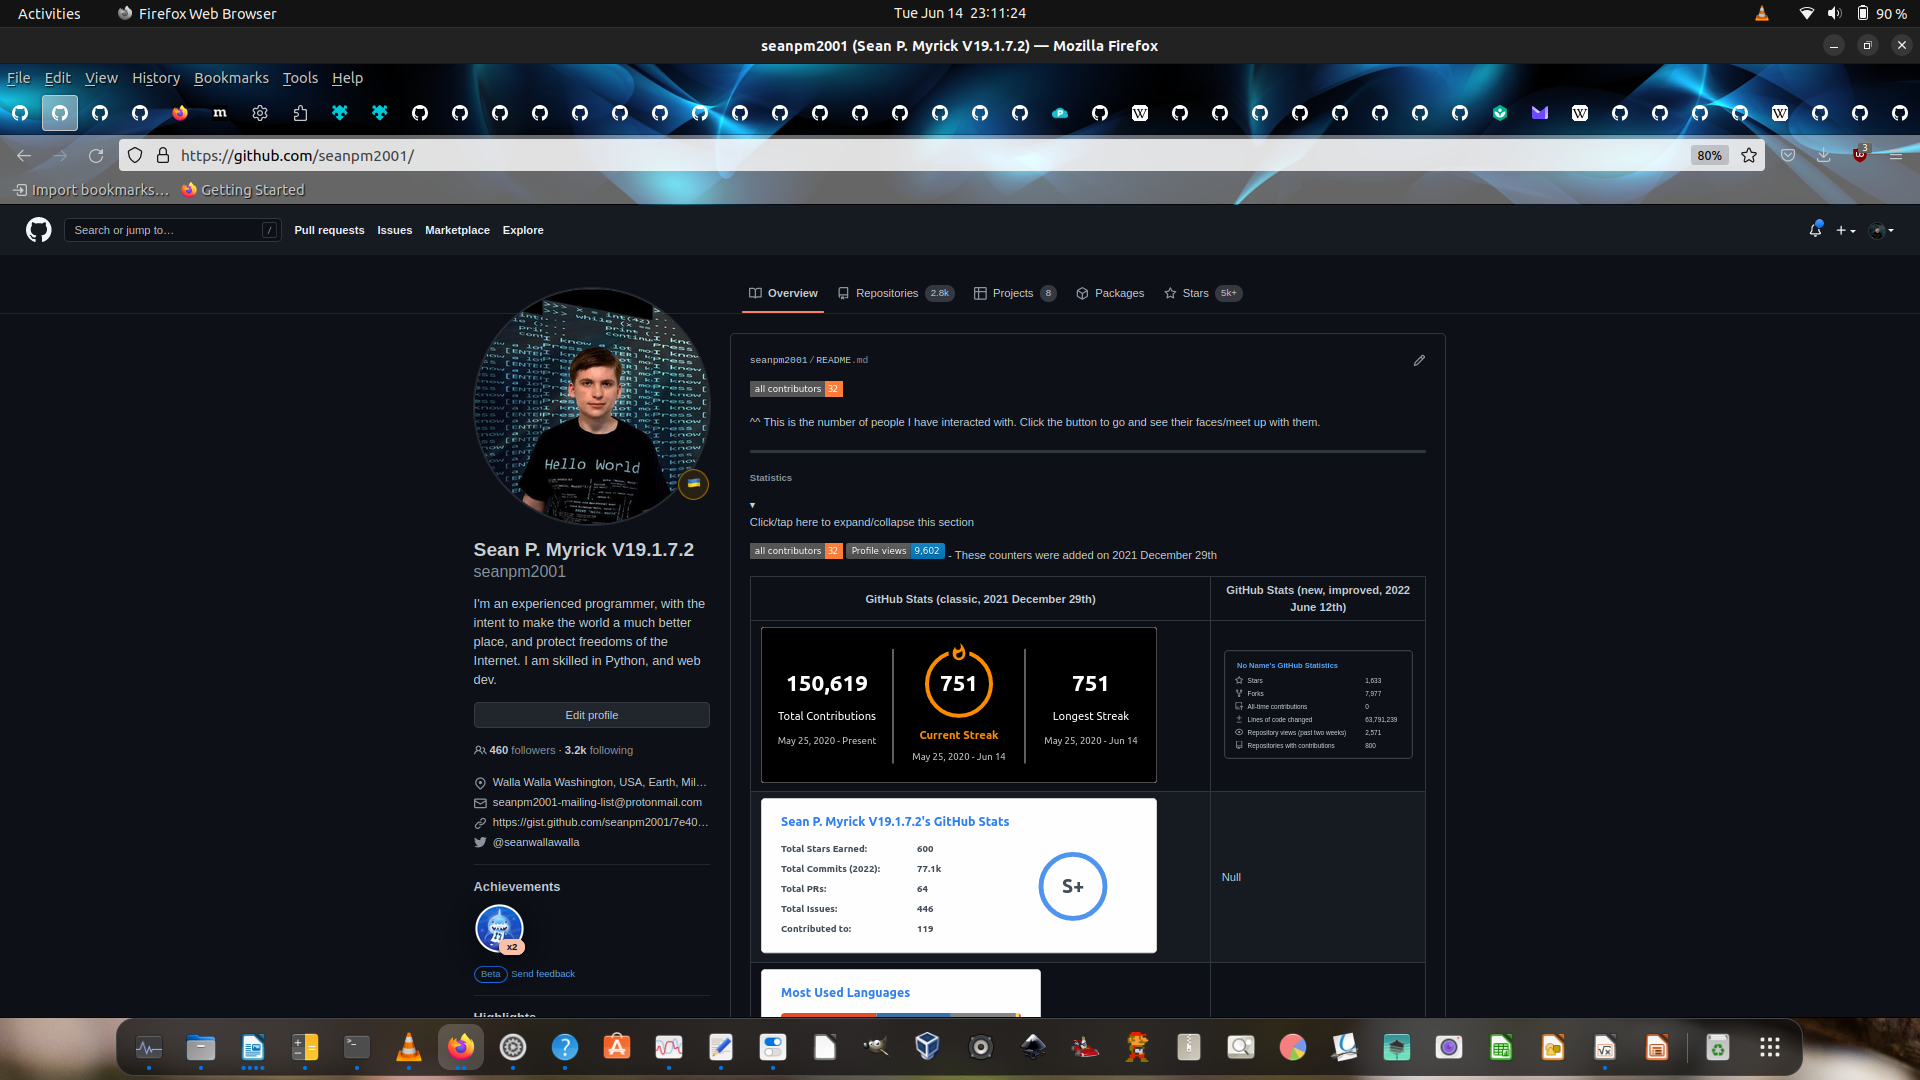 Activities
Firefox Web Browser
Tue Jun 14 23:11:24
90 %
seanpm2001 (Sean P. Myrick V19.1.7.2) — Mozilla Firefox
File Edit View History Bookmarks Tools Help
https://github.com/seanpm2001/
80%
3
Import bookmarks…
Getting Started
Search or jump to…
/
Pull requests
Issues
Marketplace
Explore
Overview
Repositories 2.8k
Projects 8
Packages
Stars 5k+
Hello World
Sean P. Myrick V19.1.7.2
seanpm2001
I'm an experienced programmer, with the
intent to make the world a much better
place, and protect freedoms of the
Internet. I am skilled in Python, and web
dev.
Edit profile
460 followers · 3.2k following
Walla Walla Washington, USA, Earth, Mil…
seanpm2001-mailing-list@protonmail.com
https://gist.github.com/seanpm2001/7e40…
@seanwallawalla
Achievements
x2
Beta Send feedback
Highlights
seanpm2001/README.md
all contributors 32
^^ This is the number of people I have interacted with. Click the button to go and see their faces/meet up with them.
Statistics
Click/tap here to expand/collapse this section
all contributors 32 Profile views 9,602 - These counters were added on 2021 December 29th
GitHub Stats (classic, 2021 December 29th)
GitHub Stats (new, improved, 2022
June 12th)
150,619
Total Contributions
May 25, 2020 - Present
751
Current Streak
May 25, 2020 - Jun 14
751
Longest Streak
May 25, 2020 - Jun 14
No Name's GitHub Statistics
Stars 1,633
Forks 7,977
All-time contributions 0
Lines of code changed 63,791,239
Repository views (past two weeks) 2,571
Repositories with contributions 800
Sean P. Myrick V19.1.7.2's GitHub Stats
Total Stars Earned: 600
Total Commits (2022): 77.1k
Total PRs: 64
Total Issues: 446
Contributed to: 119
S+
Null
Most Used Languages